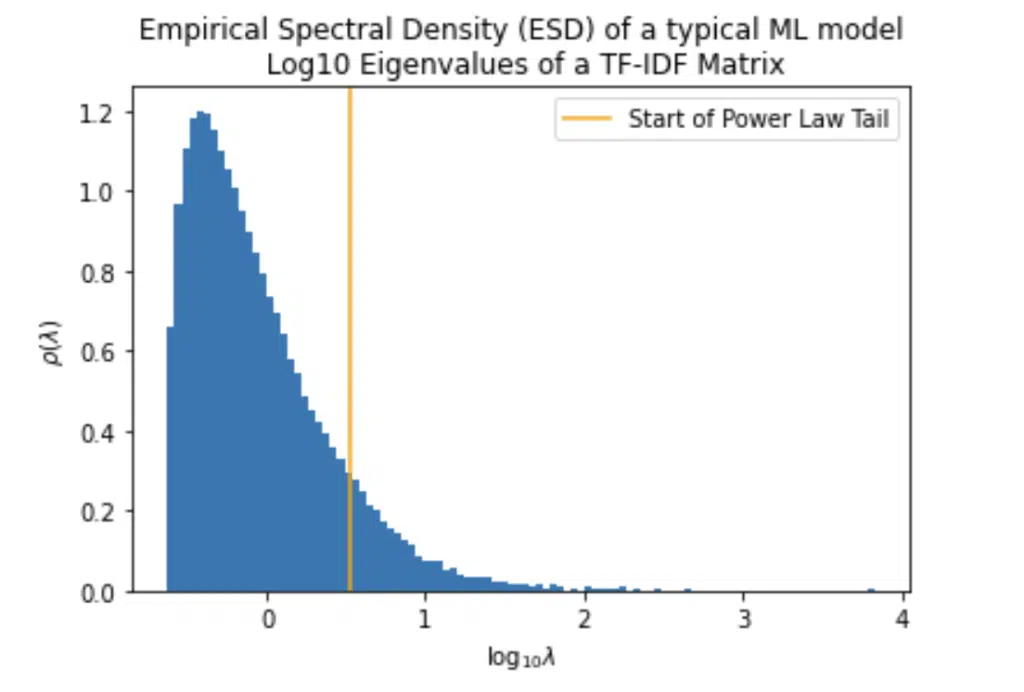 Empirical Spectral Density (ESD) of a typical ML model
Log10 Eigenvalues of a TF-IDF Matrix
Start of Power Law Tail
1.2
1.0
0.8
0.6
0.4
0.2
0.0
ρ(λ)
0 1 2 3 4
log₁₀λ